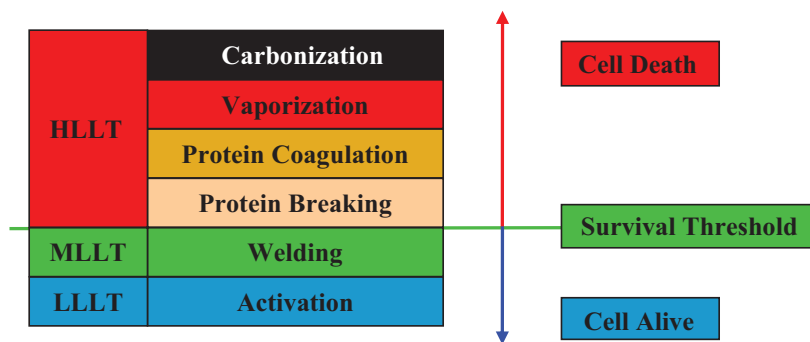 Carbonization
Cell Death
Vaporization
HLLT
Protein Coagulation
Protein Breaking
Survival Threshold
MLLT
Welding
LLLT
Activation
Cell Alive